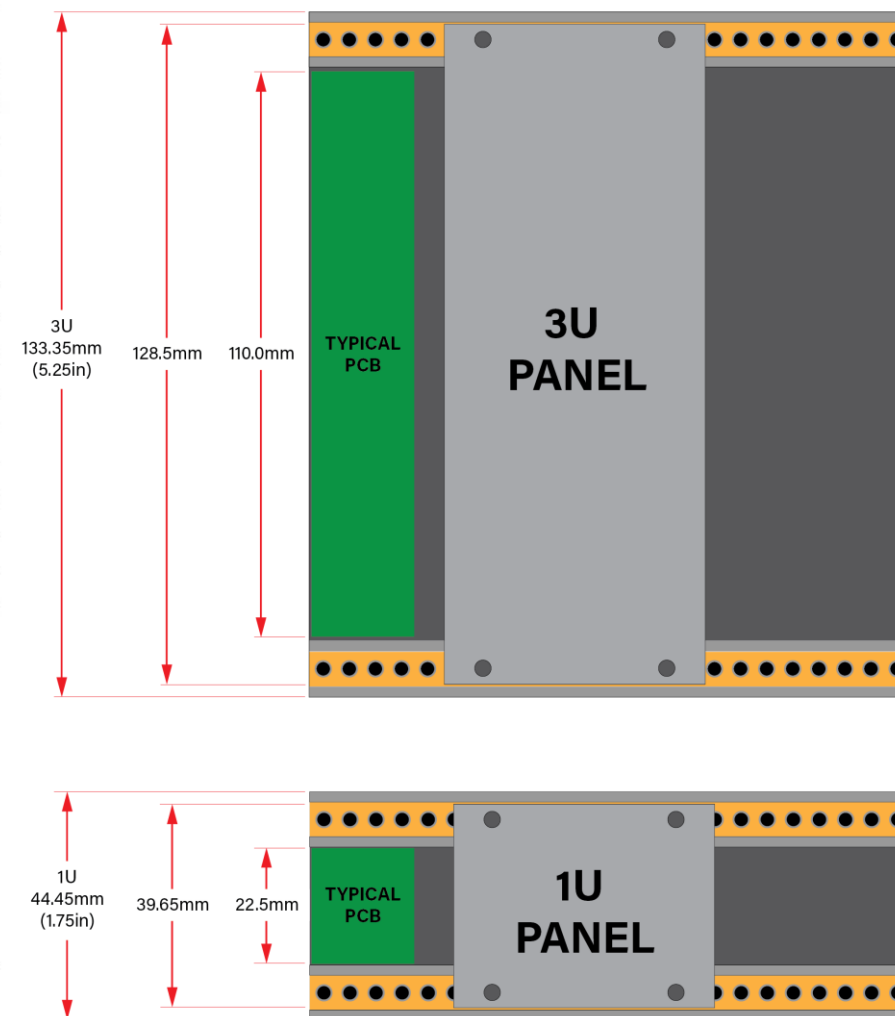 3U
133.35mm
(5.25in)
128.5mm
110.0mm
TYPICAL
PCB
3U
PANEL
1U
44.45mm
(1.75in)
39.65mm
22.5mm
TYPICAL
PCB
1U
PANEL